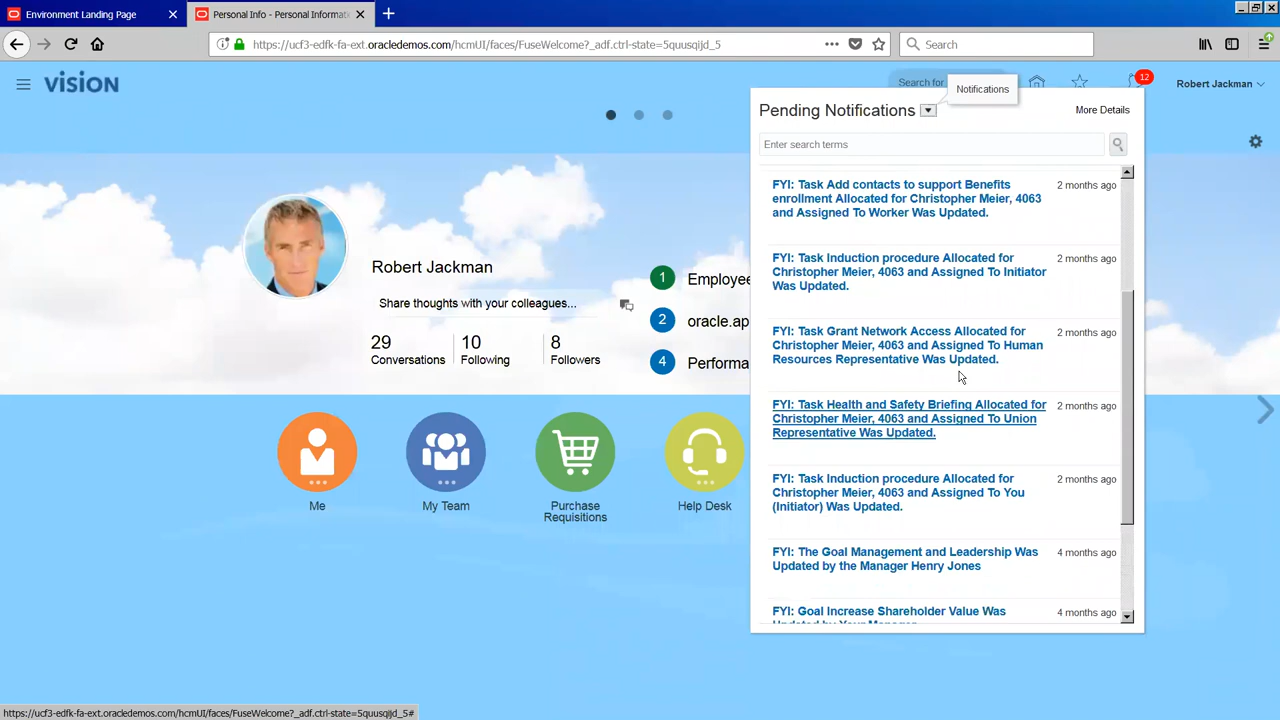 Environment Landing Page
Personal Info - Personal Informat
https://ucf3-edfk-fa-ext.oracledemos.com/hcmUI/faces/FuseWelcome?_adf.ctrl-state=5quusqijd_5
Search
VISION
Search for
Notifications
12
Robert Jackman
Pending Notifications
More Details
Enter search terms
FYI: Task Add contacts to support Benefits
enrollment Allocated for Christopher Meier, 4063
and Assigned To Worker Was Updated.
2 months ago
FYI: Task Induction procedure Allocated for
Christopher Meier, 4063 and Assigned To Initiator
Was Updated.
2 months ago
FYI: Task Grant Network Access Allocated for
Christopher Meier, 4063 and Assigned To Human
Resources Representative Was Updated.
2 months ago
FYI: Task Health and Safety Briefing Allocated for
Christopher Meier, 4063 and Assigned To Union
Representative Was Updated.
2 months ago
FYI: Task Induction procedure Allocated for
Christopher Meier, 4063 and Assigned To You
(Initiator) Was Updated.
2 months ago
FYI: The Goal Management and Leadership Was
Updated by the Manager Henry Jones
4 months ago
FYI: Goal Increase Shareholder Value Was
Updated by Your Manager
4 months ago
Robert Jackman
Share thoughts with your colleagues...
29
Conversations
10
Following
8
Followers
1 Employee
2 oracle.ap
4 Performa
Me
My Team
Purchase
Requisitions
Help Desk
https://ucf3-edfk-fa-ext.oracledemos.com/hcmUI/faces/FuseWelcome?_adf.ctrl-state=5quusqijd_5#